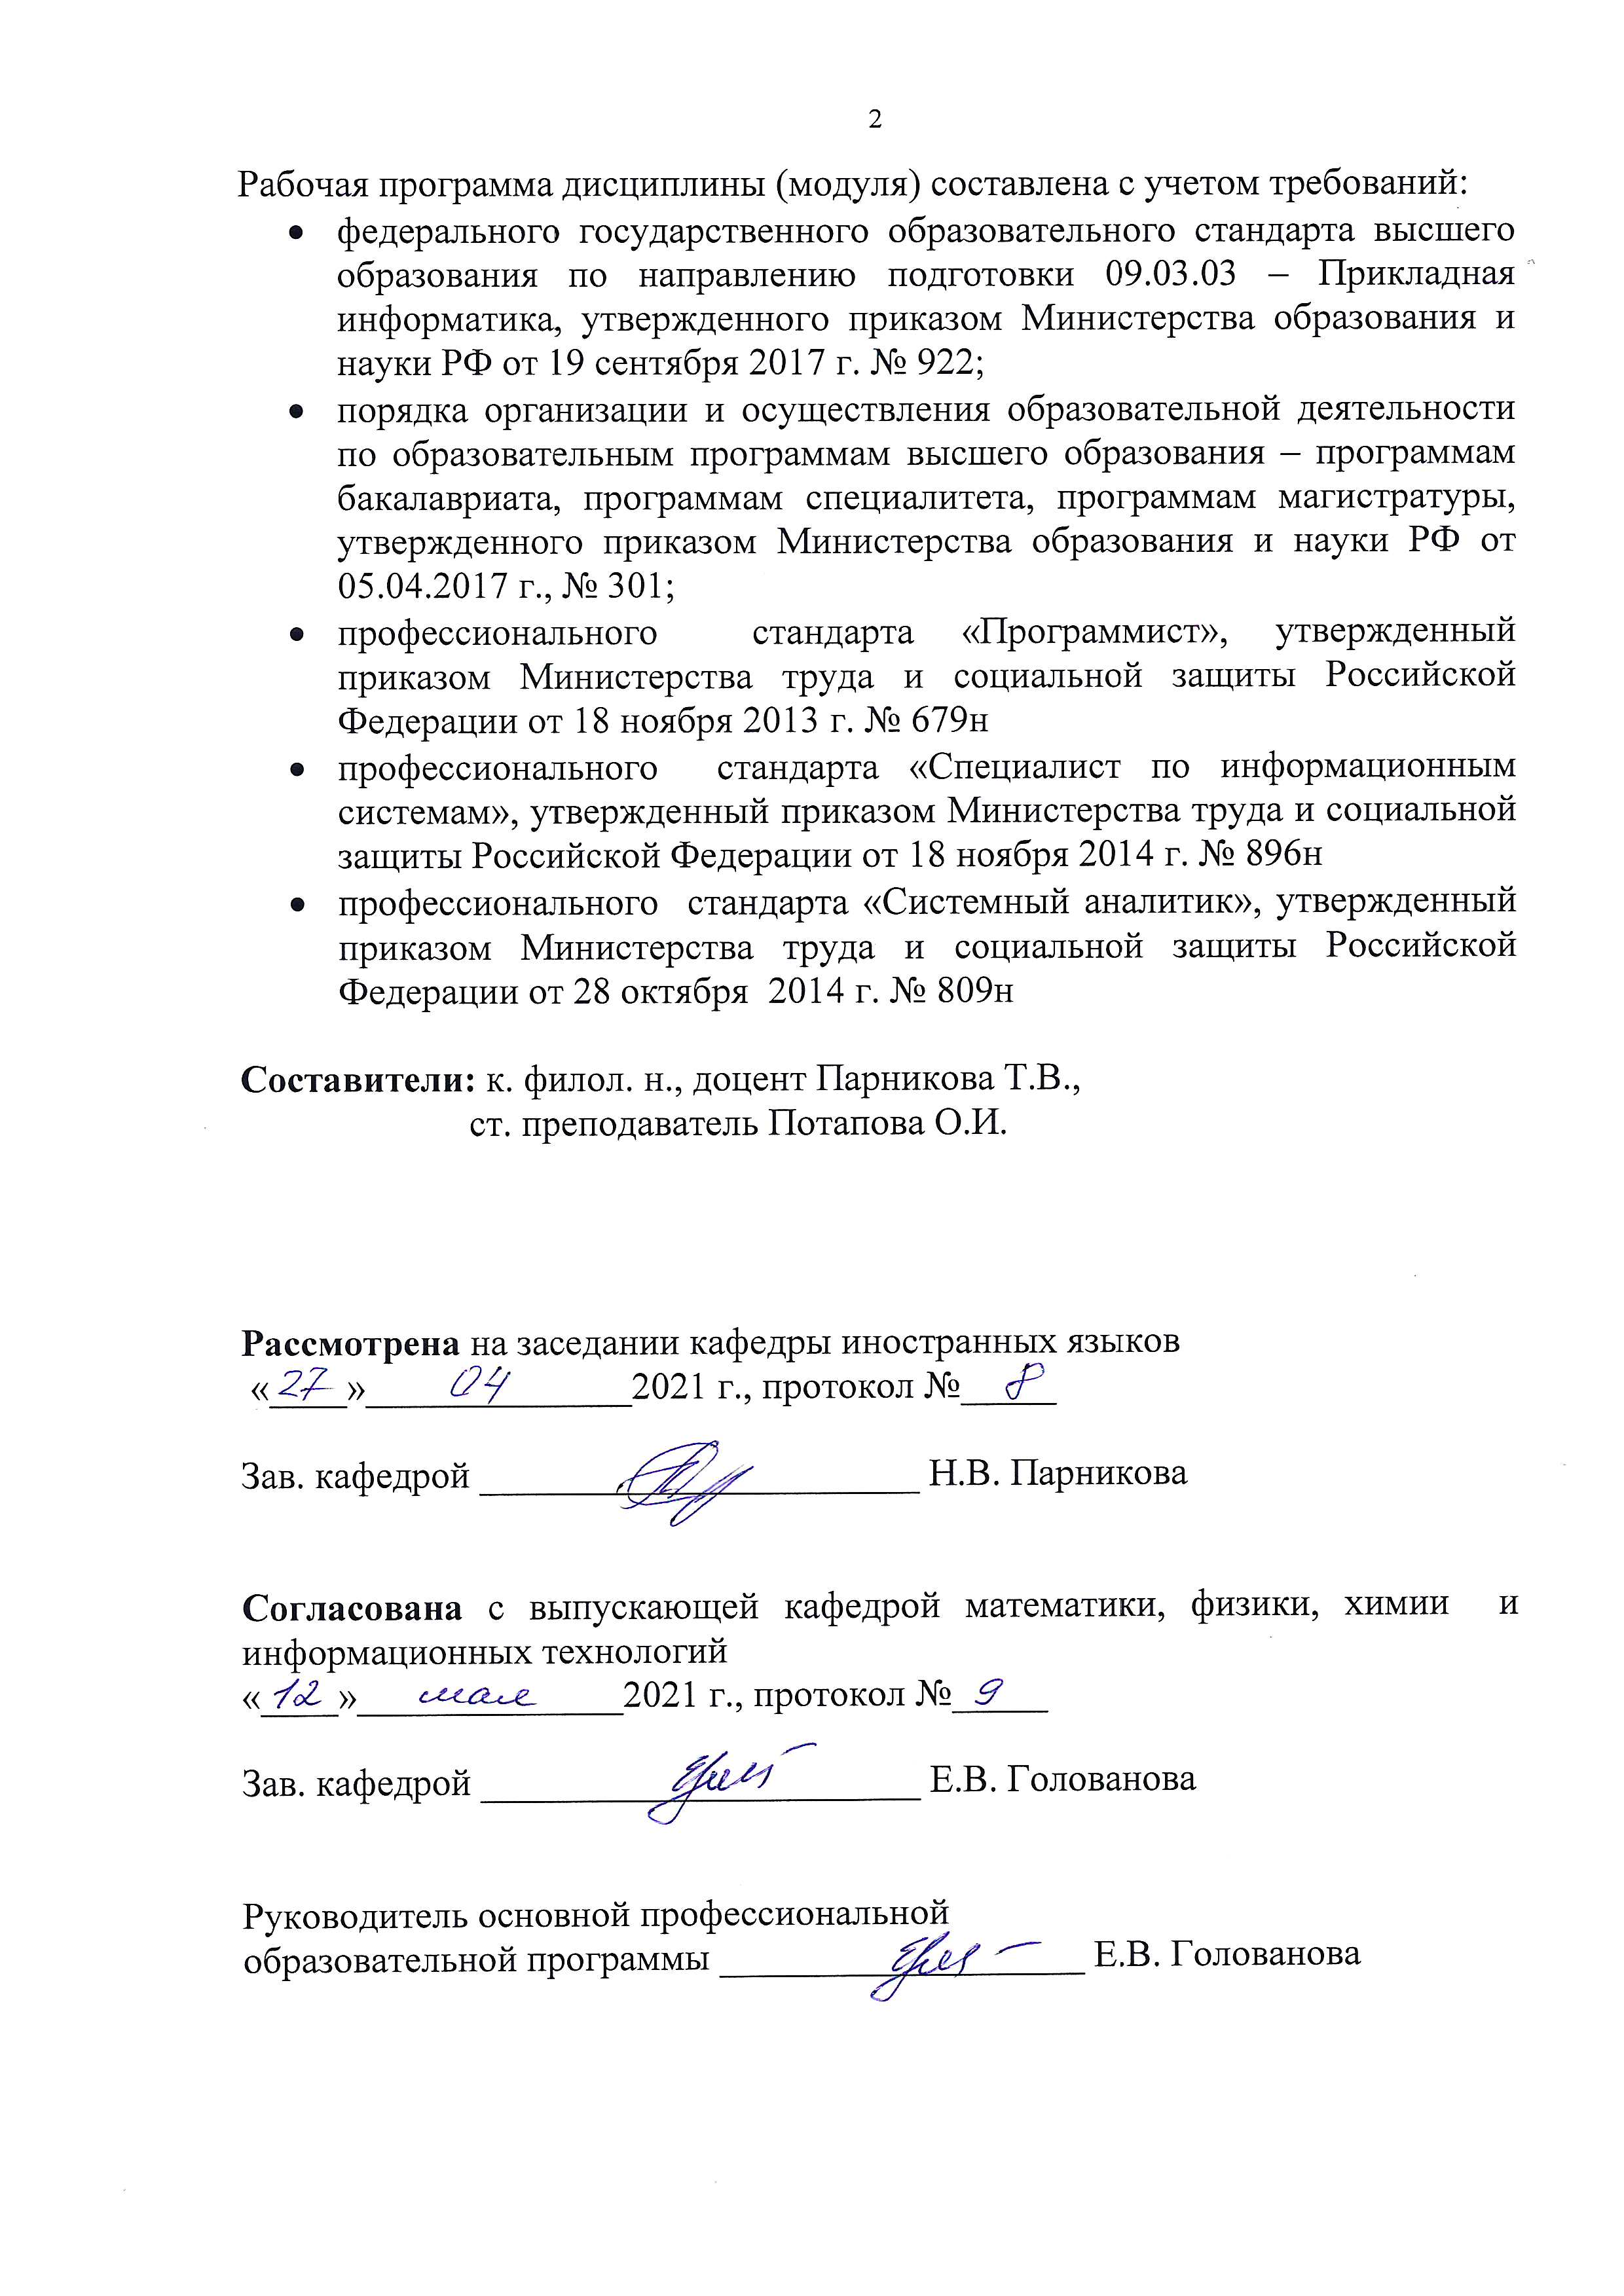 2
Рабочая программа дисциплины (модуля) составлена с учетом требований:
• федерального государственного образовательного стандарта высшего
образования по направлению подготовки 09.03.03 – Прикладная
информатика, утвержденного приказом Министерства образования и
науки РФ от 19 сентября 2017 г. № 922;
• порядка организации и осуществления образовательной деятельности
по образовательным программам высшего образования – программам
бакалавриата, программам специалитета, программам магистратуры,
утвержденного приказом Министерства образования и науки РФ от
05.04.2017 г., № 301;
• профессионального стандарта «Программист», утвержденный
приказом Министерства труда и социальной защиты Российской
Федерации от 18 ноября 2013 г. № 679н
• профессионального стандарта «Специалист по информационным
системам», утвержденный приказом Министерства труда и социальной
защиты Российской Федерации от 18 ноября 2014 г. № 896н
• профессионального стандарта «Системный аналитик», утвержденный
приказом Министерства труда и социальной защиты Российской
Федерации от 28 октября 2014 г. № 809н
Составители: к. филол. н., доцент Парникова Т.В.,
ст. преподаватель Потапова О.И.
Рассмотрена на заседании кафедры иностранных языков
«27» 04 2021 г., протокол № 8
Зав. кафедрой Н.В. Парникова
Согласована с выпускающей кафедрой математики, физики, химии и
информационных технологий
«12» мая 2021 г., протокол № 9
Зав. кафедрой Е.В. Голованова
Руководитель основной профессиональной
образовательной программы Е.В. Голованова